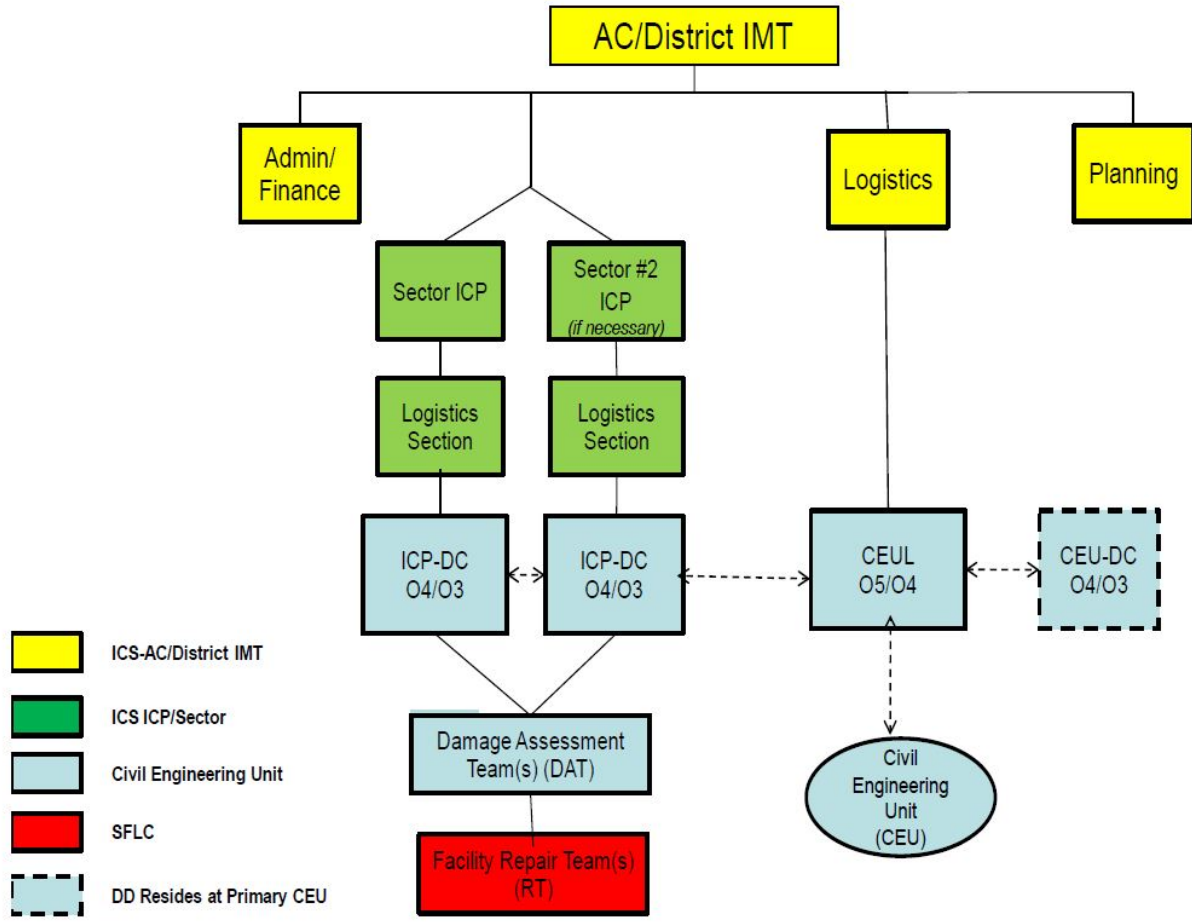 AC/District IMT
Admin/
Finance
Logistics
Planning
Sector ICP
Sector #2
ICP
(if necessary)
Logistics
Section
Logistics
Section
ICP-DC
O4/O3
ICP-DC
O4/O3
CEUL
O5/O4
CEU-DC
O4/O3
Damage Assessment
Team(s) (DAT)
Facility Repair Team(s)
(RT)
Civil
Engineering
Unit
(CEU)
ICS-AC/District IMT
ICS ICP/Sector
Civil Engineering Unit
SFLC
DD Resides at Primary CEU